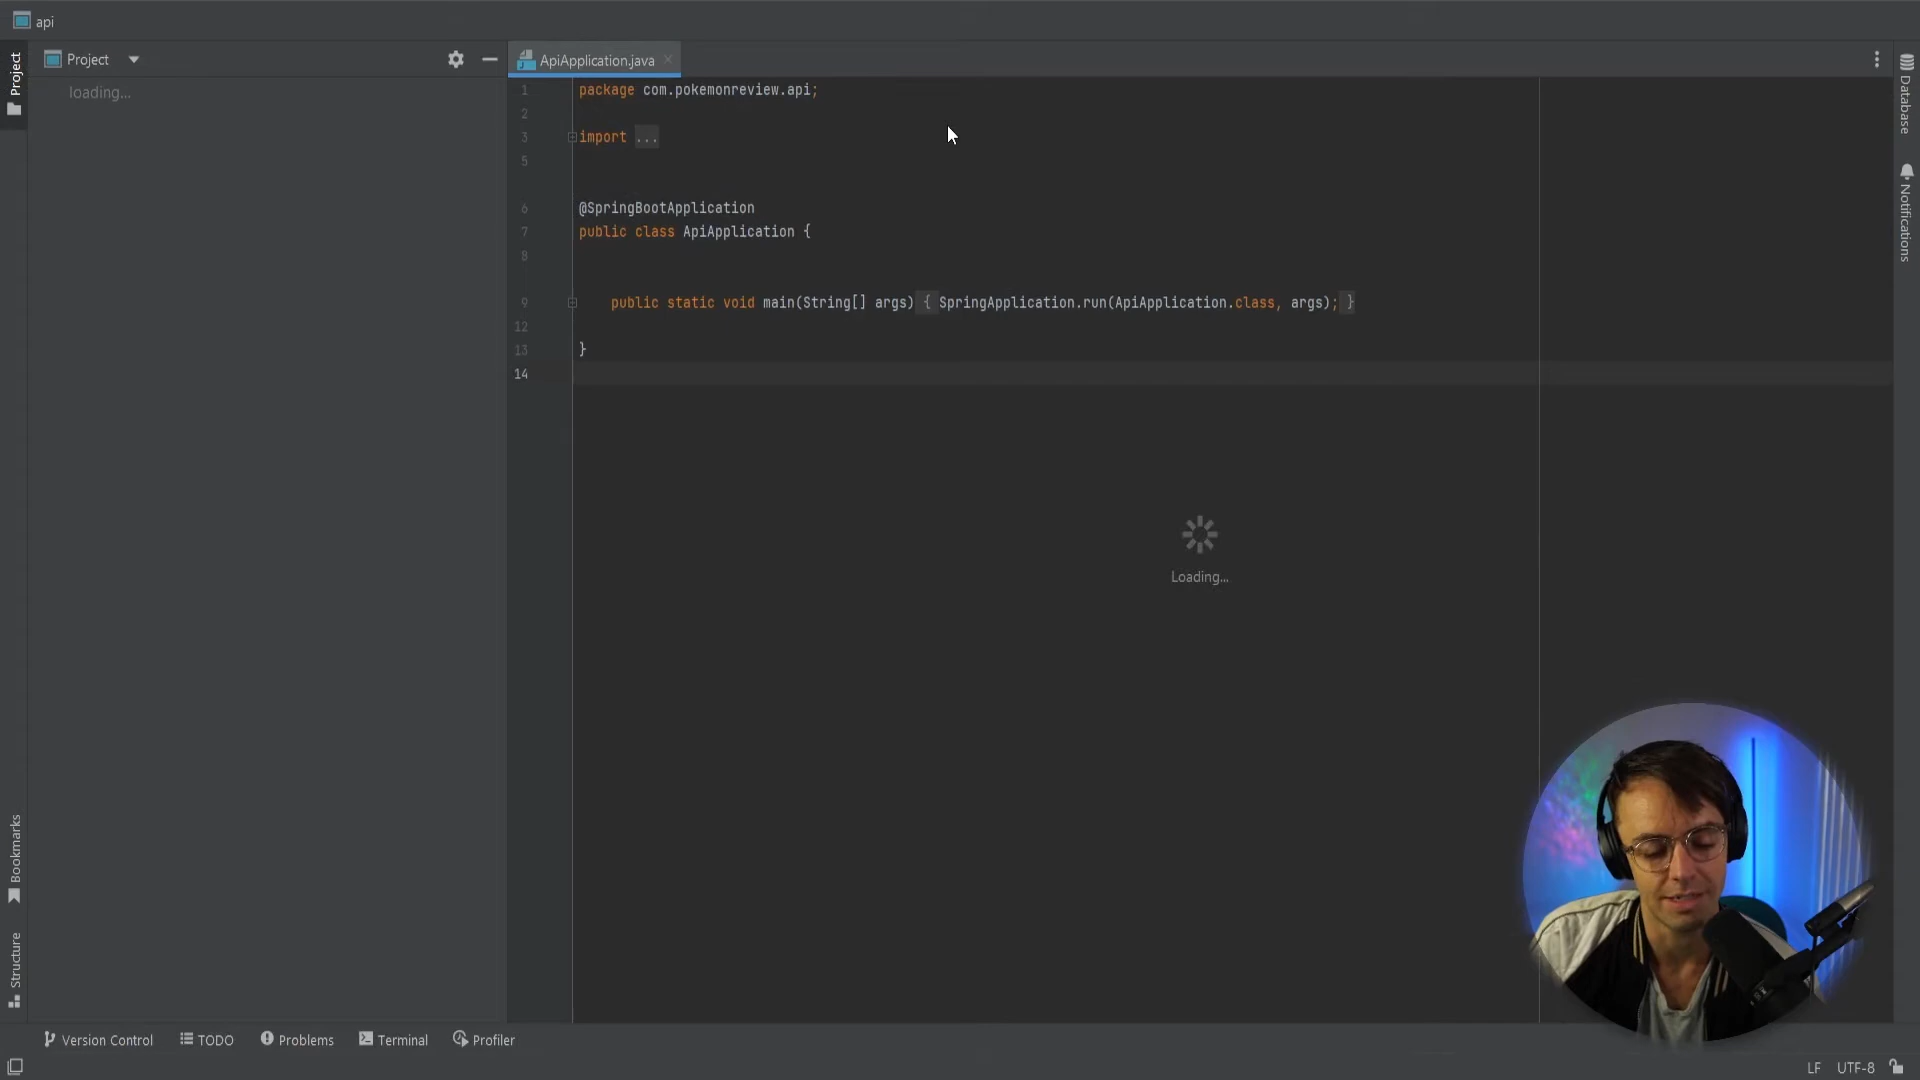 api
Project
Project
loading...
ApiApplication.java
1 package com.pokemonreview.api;
2
3 import ...
5
6 @SpringBootApplication
7 public class ApiApplication {
8
9 public static void main(String[] args) { SpringApplication.run(ApiApplication.class, args); }
12
13 }
14
Loading...
Database
Notifications
Bookmarks
Structure
Version Control TODO Problems Terminal Profiler
LF UTF-8